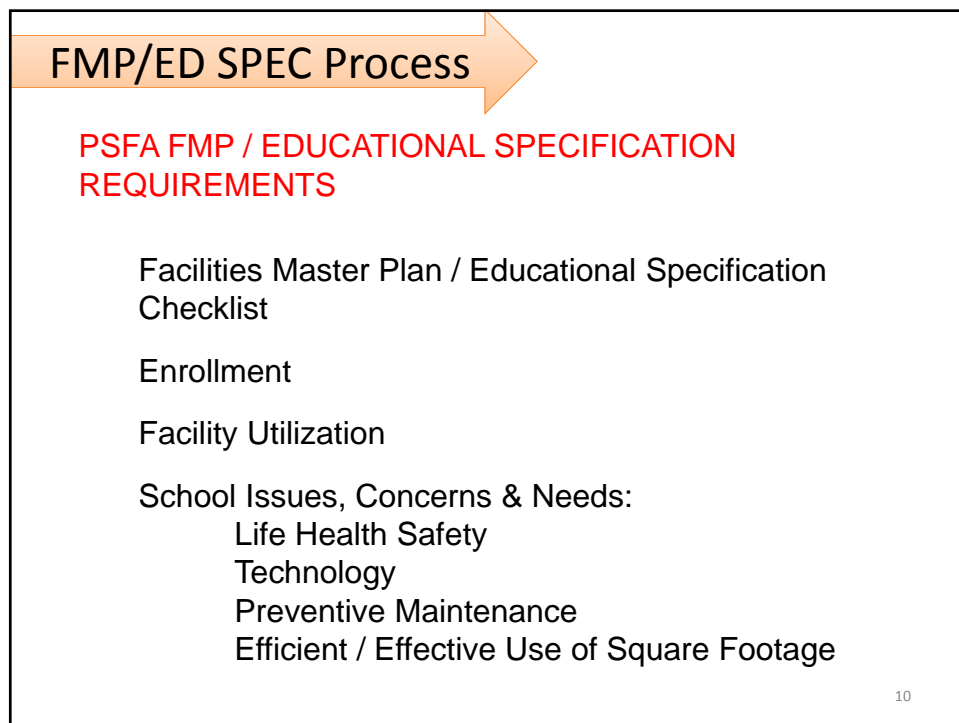 FMP/ED SPEC Process
PSFA FMP / EDUCATIONAL SPECIFICATION
REQUIREMENTS
Facilities Master Plan / Educational Specification
Checklist
Enrollment
Facility Utilization
School Issues, Concerns & Needs:
Life Health Safety
Technology
Preventive Maintenance
Efficient / Effective Use of Square Footage
10